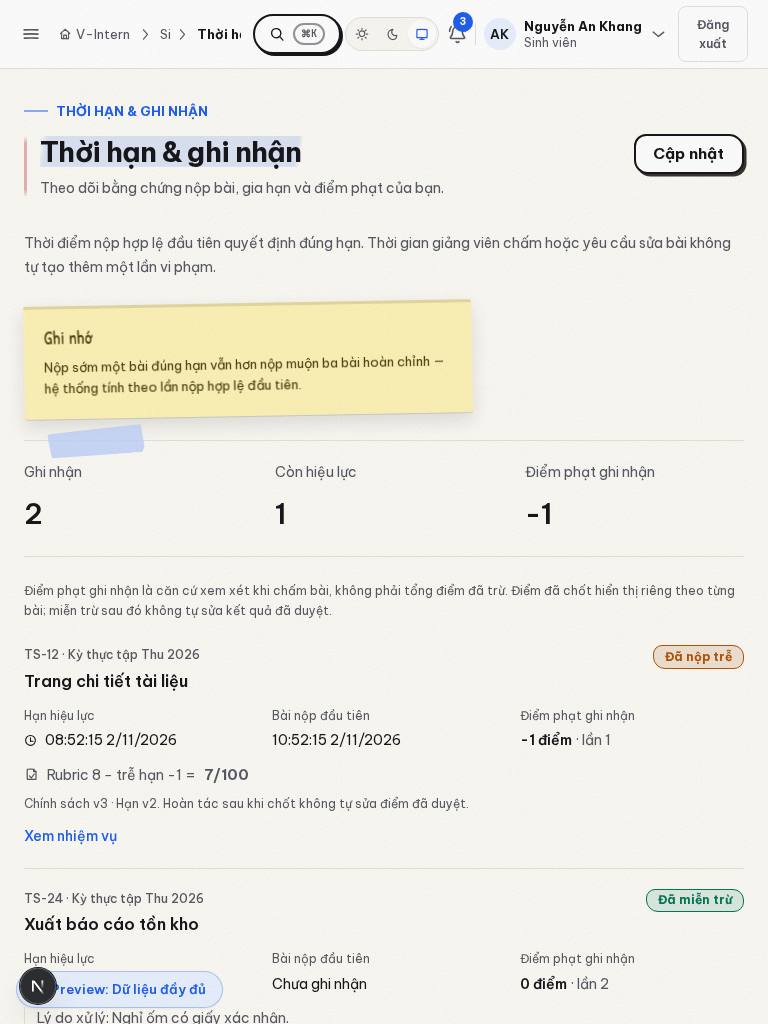 V-Intern > Si > Thời hạ
⌘K
3
AK
Nguyễn An Khang
Sinh viên
Đăng
xuất
THỜI HẠN & GHI NHẬN
Thời hạn & ghi nhận
Cập nhật
Theo dõi bằng chứng nộp bài, gia hạn và điểm phạt của bạn.
Thời điểm nộp hợp lệ đầu tiên quyết định đúng hạn. Thời gian giảng viên chấm hoặc yêu cầu sửa bài không
tự tạo thêm một lần vi phạm.
Ghi nhớ
Nộp sớm một bài đúng hạn vẫn hơn nộp muộn ba bài hoàn chỉnh —
hệ thống tính theo lần nộp hợp lệ đầu tiên.
Ghi nhận
Còn hiệu lực
Điểm phạt ghi nhận
2
1
-1
Điểm phạt ghi nhận là căn cứ xem xét khi chấm bài, không phải tổng điểm đã trừ. Điểm đã chốt hiển thị riêng theo từng
bài; miễn trừ sau đó không tự sửa kết quả đã duyệt.
TS-12 · Kỳ thực tập Thu 2026
Đã nộp trễ
Trang chi tiết tài liệu
Hạn hiệu lực
Bài nộp đầu tiên
Điểm phạt ghi nhận
08:52:15 2/11/2026
10:52:15 2/11/2026
-1 điểm · lần 1
Rubric 8 - trễ hạn -1 = 7/100
Chính sách v3 · Hạn v2. Hoàn tác sau khi chốt không tự sửa điểm đã duyệt.
Xem nhiệm vụ
TS-24 · Kỳ thực tập Thu 2026
Đã miễn trừ
Xuất báo cáo tồn kho
Hạn hiệu lực
Bài nộp đầu tiên
Điểm phạt ghi nhận
Chưa ghi nhận
0 điểm · lần 2
N
Preview: Dữ liệu đầy đủ
Lý do xử lý: Nghỉ ốm có giấy xác nhận.